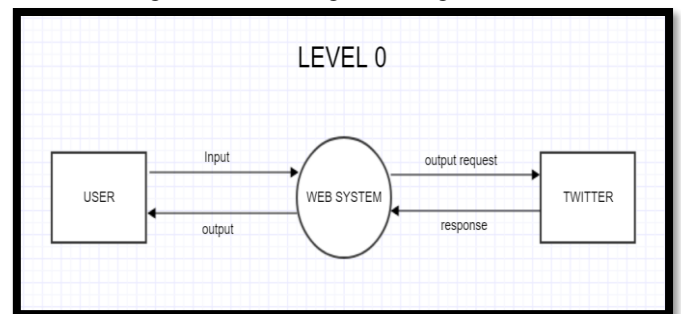 LEVEL 0
Input
output request
USER
WEB SYSTEM
TWITTER
output
response